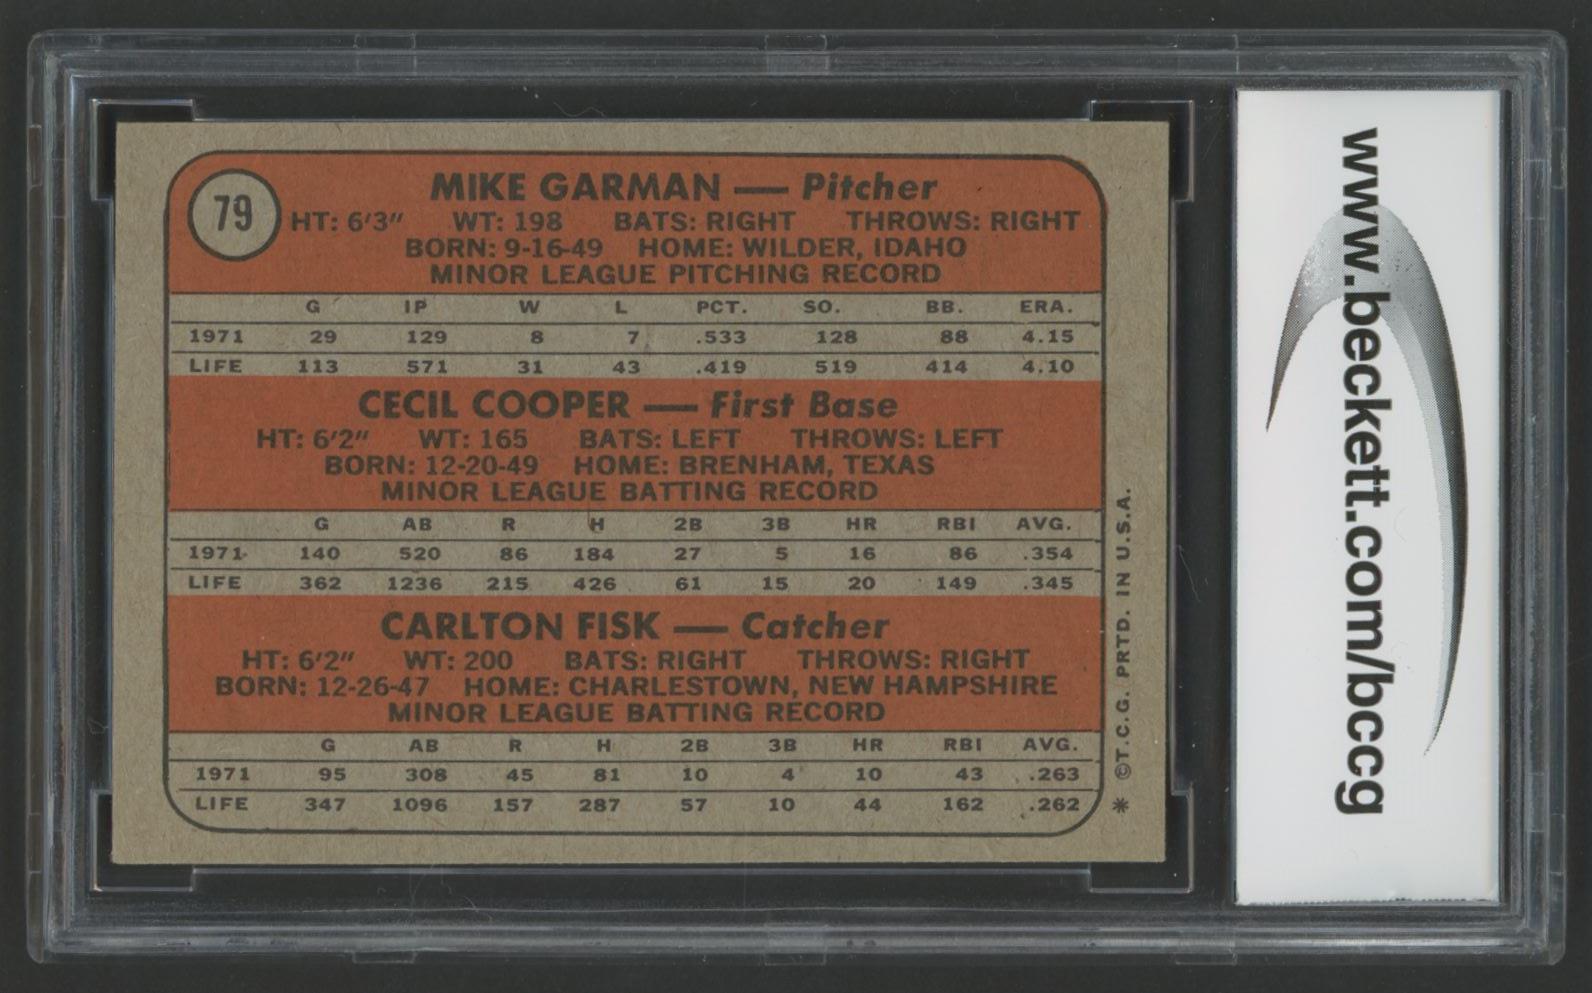 79
MIKE GARMAN — Pitcher
HT: 6'3" WT: 198 BATS: RIGHT THROWS: RIGHT
BORN: 9-16-49 HOME: WILDER, IDAHO
MINOR LEAGUE PITCHING RECORD
G IP W L PCT. SO. BB. ERA.
1971 29 129 8 7 .533 128 88 4.15
LIFE 113 571 31 43 .419 519 414 4.10
CECIL COOPER — First Base
HT: 6'2" WT: 165 BATS: LEFT THROWS: LEFT
BORN: 12-20-49 HOME: BRENHAM, TEXAS
MINOR LEAGUE BATTING RECORD
G AB R H 2B 3B HR RBI AVG.
1971 140 520 86 184 27 5 16 86 .354
LIFE 362 1236 215 426 61 15 20 149 .345
CARLTON FISK — Catcher
HT: 6'2" WT: 200 BATS: RIGHT THROWS: RIGHT
BORN: 12-26-47 HOME: CHARLESTOWN, NEW HAMPSHIRE
MINOR LEAGUE BATTING RECORD
G AB R H 2B 3B HR RBI AVG.
1971 95 308 45 81 10 4 10 43 .263
LIFE 347 1096 157 287 57 10 44 162 .262
* ©T.C.G. PRTD. IN U.S.A.
www.beckett.com/bccg